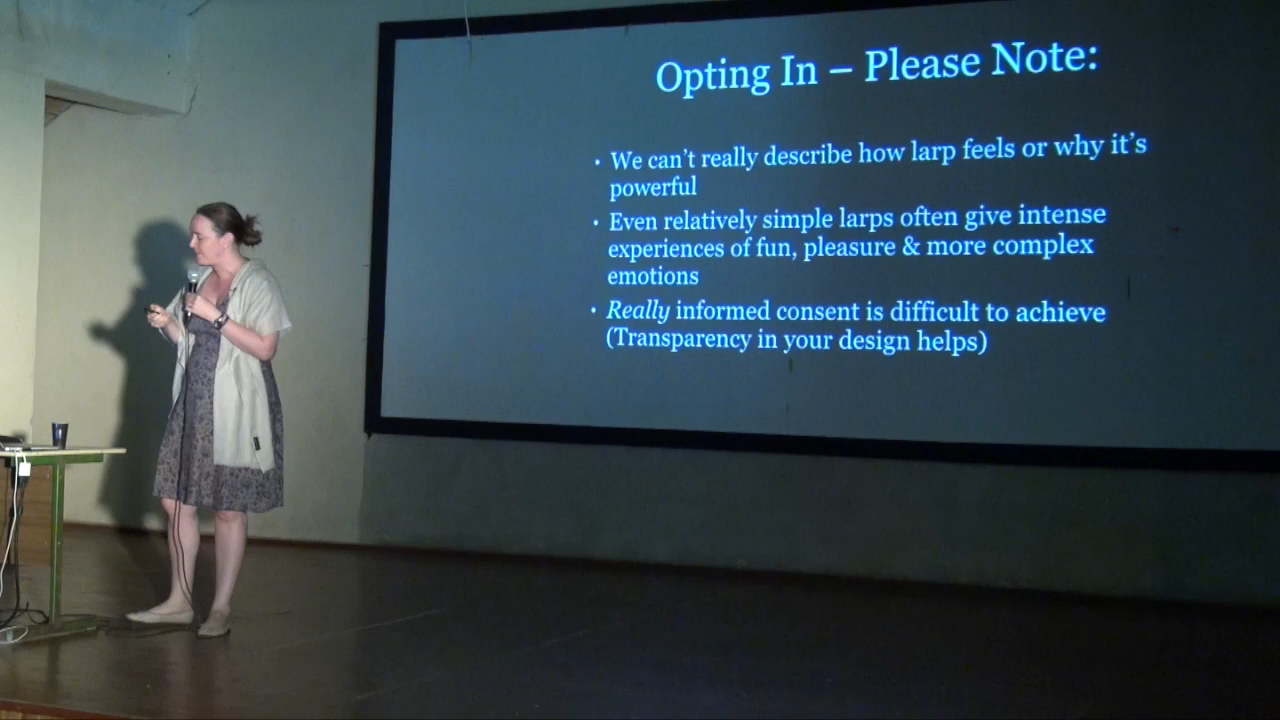 Opting In – Please Note:
• We can't really describe how larp feels or why it's
powerful
• Even relatively simple larps often give intense
experiences of fun, pleasure & more complex
emotions
• Really informed consent is difficult to achieve
(Transparency in your design helps)